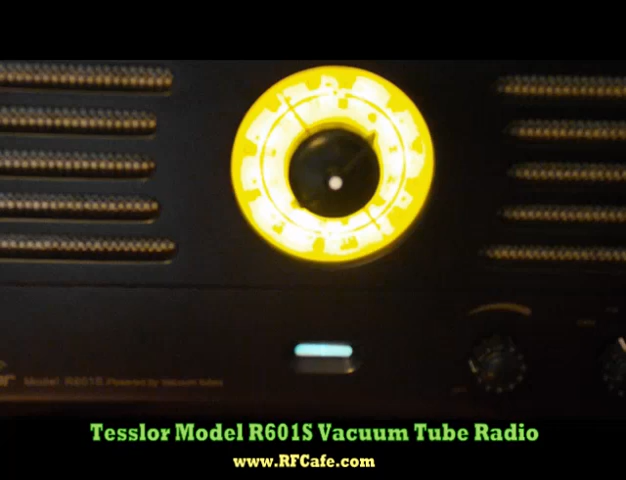 Model R601S Powered by Vacuum tubes
Tesslor Model R601S Vacuum Tube Radio
www.RFCafe.com